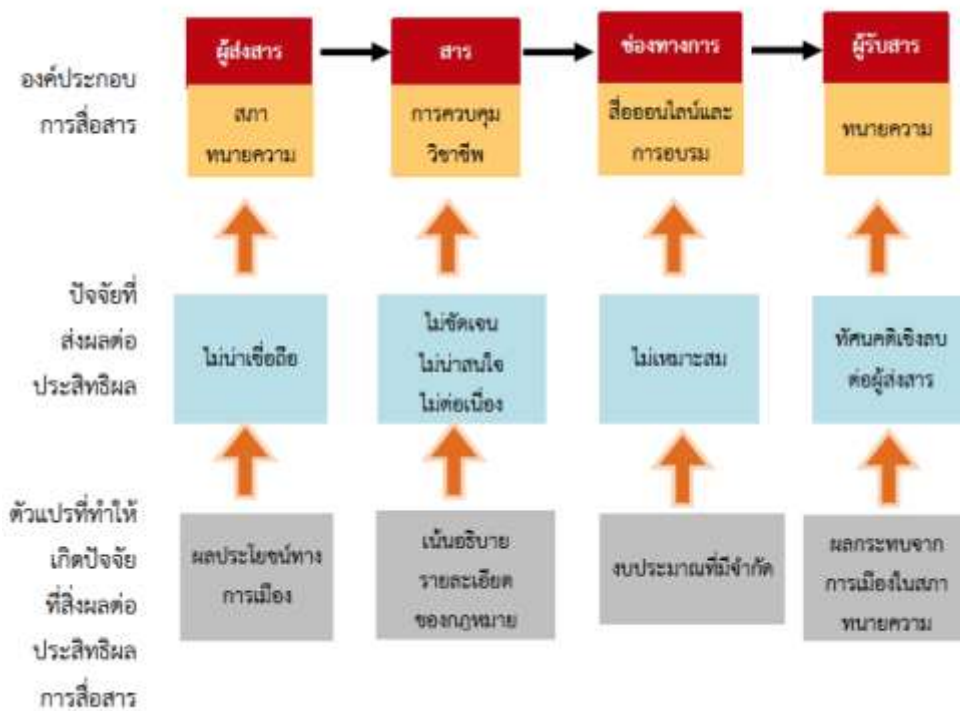 ผู้ส่งสาร
สาร
ช่องทางการ
ผู้รับสาร
องค์ประกอบ
การสื่อสาร
สภา
ทนายความ
การควบคุม
วิชาชีพ
สื่อออนไลน์และ
การอบรม
ทนายความ
ปัจจัยที่
ส่งผลต่อ
ประสิทธิผล
ไม่น่าเชื่อถือ
ไม่ชัดเจน
ไม่น่าสนใจ
ไม่ต่อเนื่อง
ไม่เหมาะสม
ทัศนคติเชิงลบ
ต่อผู้ส่งสาร
ตัวแปรที่ทำให้
เกิดปัจจัย
ที่สิ่งผลต่อ
ประสิทธิผล
การสื่อสาร
ผลประโยชน์ทาง
การเมือง
เน้นอธิบาย
รายละเอียด
ของกฎหมาย
งบประมาณที่มีจำกัด
ผลกระทบจาก
การเมืองในสภา
ทนายความ